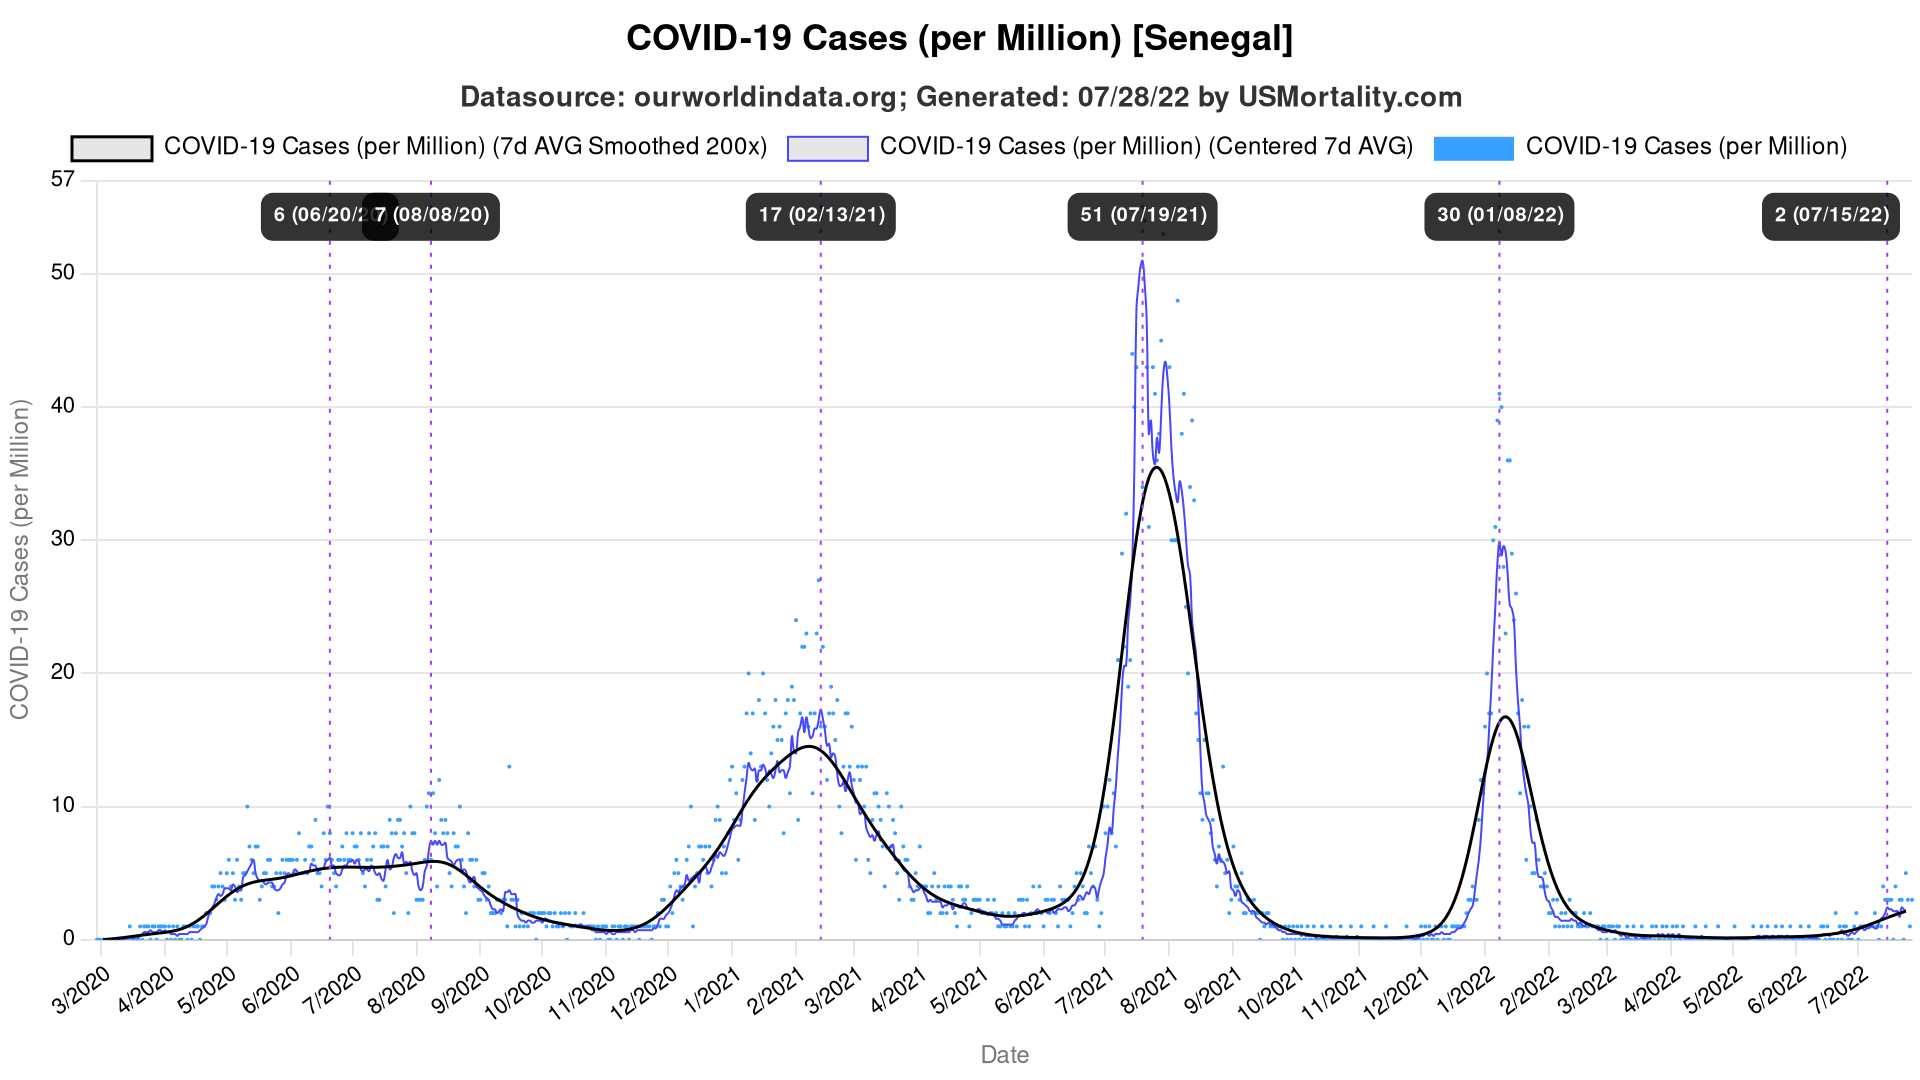 COVID-19 Cases (per Million) [Senegal]
Datasource: ourworldindata.org; Generated: 07/28/22 by USMortality.com
COVID-19 Cases (per Million) (7d AVG Smoothed 200x) COVID-19 Cases (per Million) (Centered 7d AVG) COVID-19 Cases (per Million)
57
6 (06/20/20) 7 (08/08/20) 17 (02/13/21) 51 (07/19/21) 30 (01/08/22) 2 (07/15/22)
50
40
30
20
10
0
COVID-19 Cases (per Million)
3/2020 4/2020 5/2020 6/2020 7/2020 8/2020 9/2020 10/2020 11/2020 12/2020 1/2021 2/2021 3/2021 4/2021 5/2021 6/2021 7/2021 8/2021 9/2021 10/2021 11/2021 12/2021 1/2022 2/2022 3/2022 4/2022 5/2022 6/2022 7/2022
Date